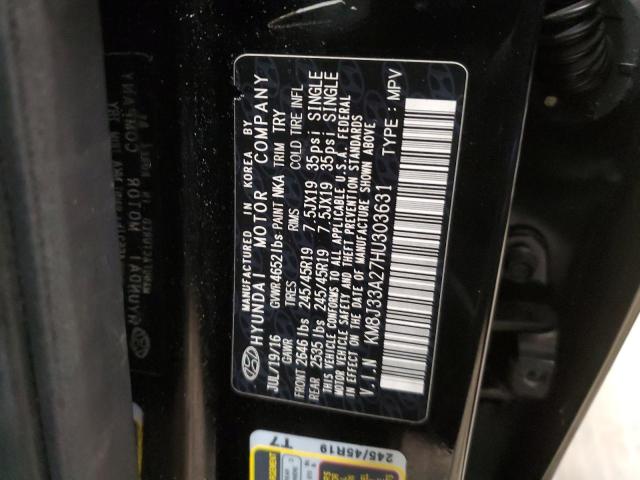 MANUFACTURED IN KOREA BY
HYUNDAI MOTOR COMPANY
JUL/19/16 GVWR4652lbs PAINT NKA TRIM TRY
GAWR TIRES RIMS COLD TIRE INFL
FRONT 2646 lbs 245/45R19 7.5JX19 35psi SINGLE
REAR 2535 lbs 245/45R19 7.5JX19 35psi SINGLE
THIS VEHICLE CONFORMS TO ALL APPLICABLE U.S.A. FEDERAL
MOTOR VEHICLE SAFETY AND THEFT PREVENTION STANDARDS
IN EFFECT ON THE DATE OF MANUFACTURE SHOWN ABOVE
V.I.N KM8J33A27HU303631 TYPE : MPV
245/45R19
T7